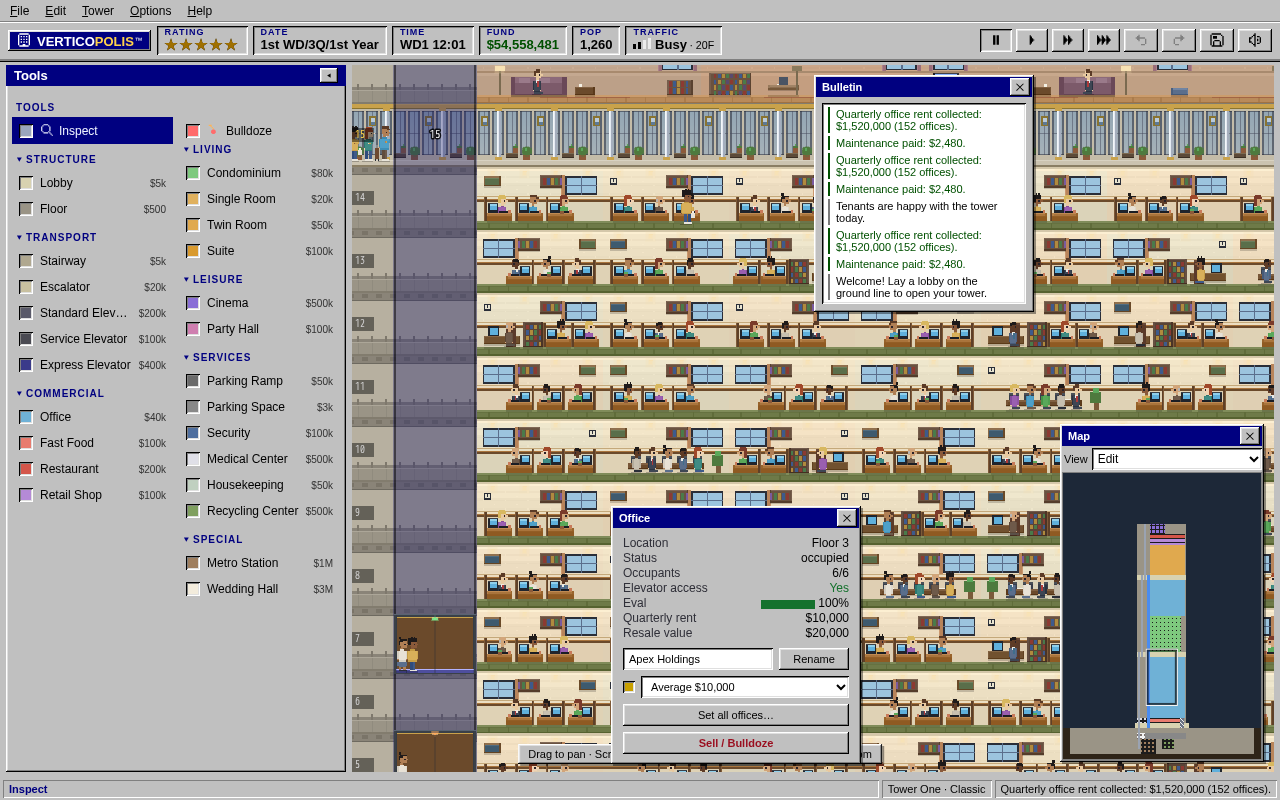 File Edit Tower Options Help
VERTICOPOLIS™
RATING
DATE
1st WD/3Q/1st Year
TIME
WD1 12:01
FUND
$54,558,481
POP
1,260
TRAFFIC
Busy · 20F
Tools
TOOLS
Inspect
Bulldoze
STRUCTURE
Lobby $5k
Floor $500
TRANSPORT
Stairway $5k
Escalator $20k
Standard Elev… $200k
Service Elevator $100k
Express Elevator $400k
COMMERCIAL
Office $40k
Fast Food $100k
Restaurant $200k
Retail Shop $100k
LIVING
Condominium $80k
Single Room $20k
Twin Room $50k
Suite $100k
LEISURE
Cinema $500k
Party Hall $100k
SERVICES
Parking Ramp $50k
Parking Space $3k
Security $100k
Medical Center $500k
Housekeeping $50k
Recycling Center $500k
SPECIAL
Metro Station $1M
Wedding Hall $3M
15
15
14
13
12
11
10
9
8
7
6
5
Bulletin
Quarterly office rent collected:
$1,520,000 (152 offices).
Maintenance paid: $2,480.
Quarterly office rent collected:
$1,520,000 (152 offices).
Maintenance paid: $2,480.
Tenants are happy with the tower
today.
Quarterly office rent collected:
$1,520,000 (152 offices).
Maintenance paid: $2,480.
Welcome! Lay a lobby on the
ground line to open your tower.
Map
View Edit
Office
Location Floor 3
Status occupied
Occupants 6/6
Elevator access Yes
Eval 100%
Quarterly rent $10,000
Resale value $20,000
Apex Holdings Rename
Average $10,000
Set all offices…
Sell / Bulldoze
Drag to pan · Scr
om
Inspect
Tower One · Classic
Quarterly office rent collected: $1,520,000 (152 offices).